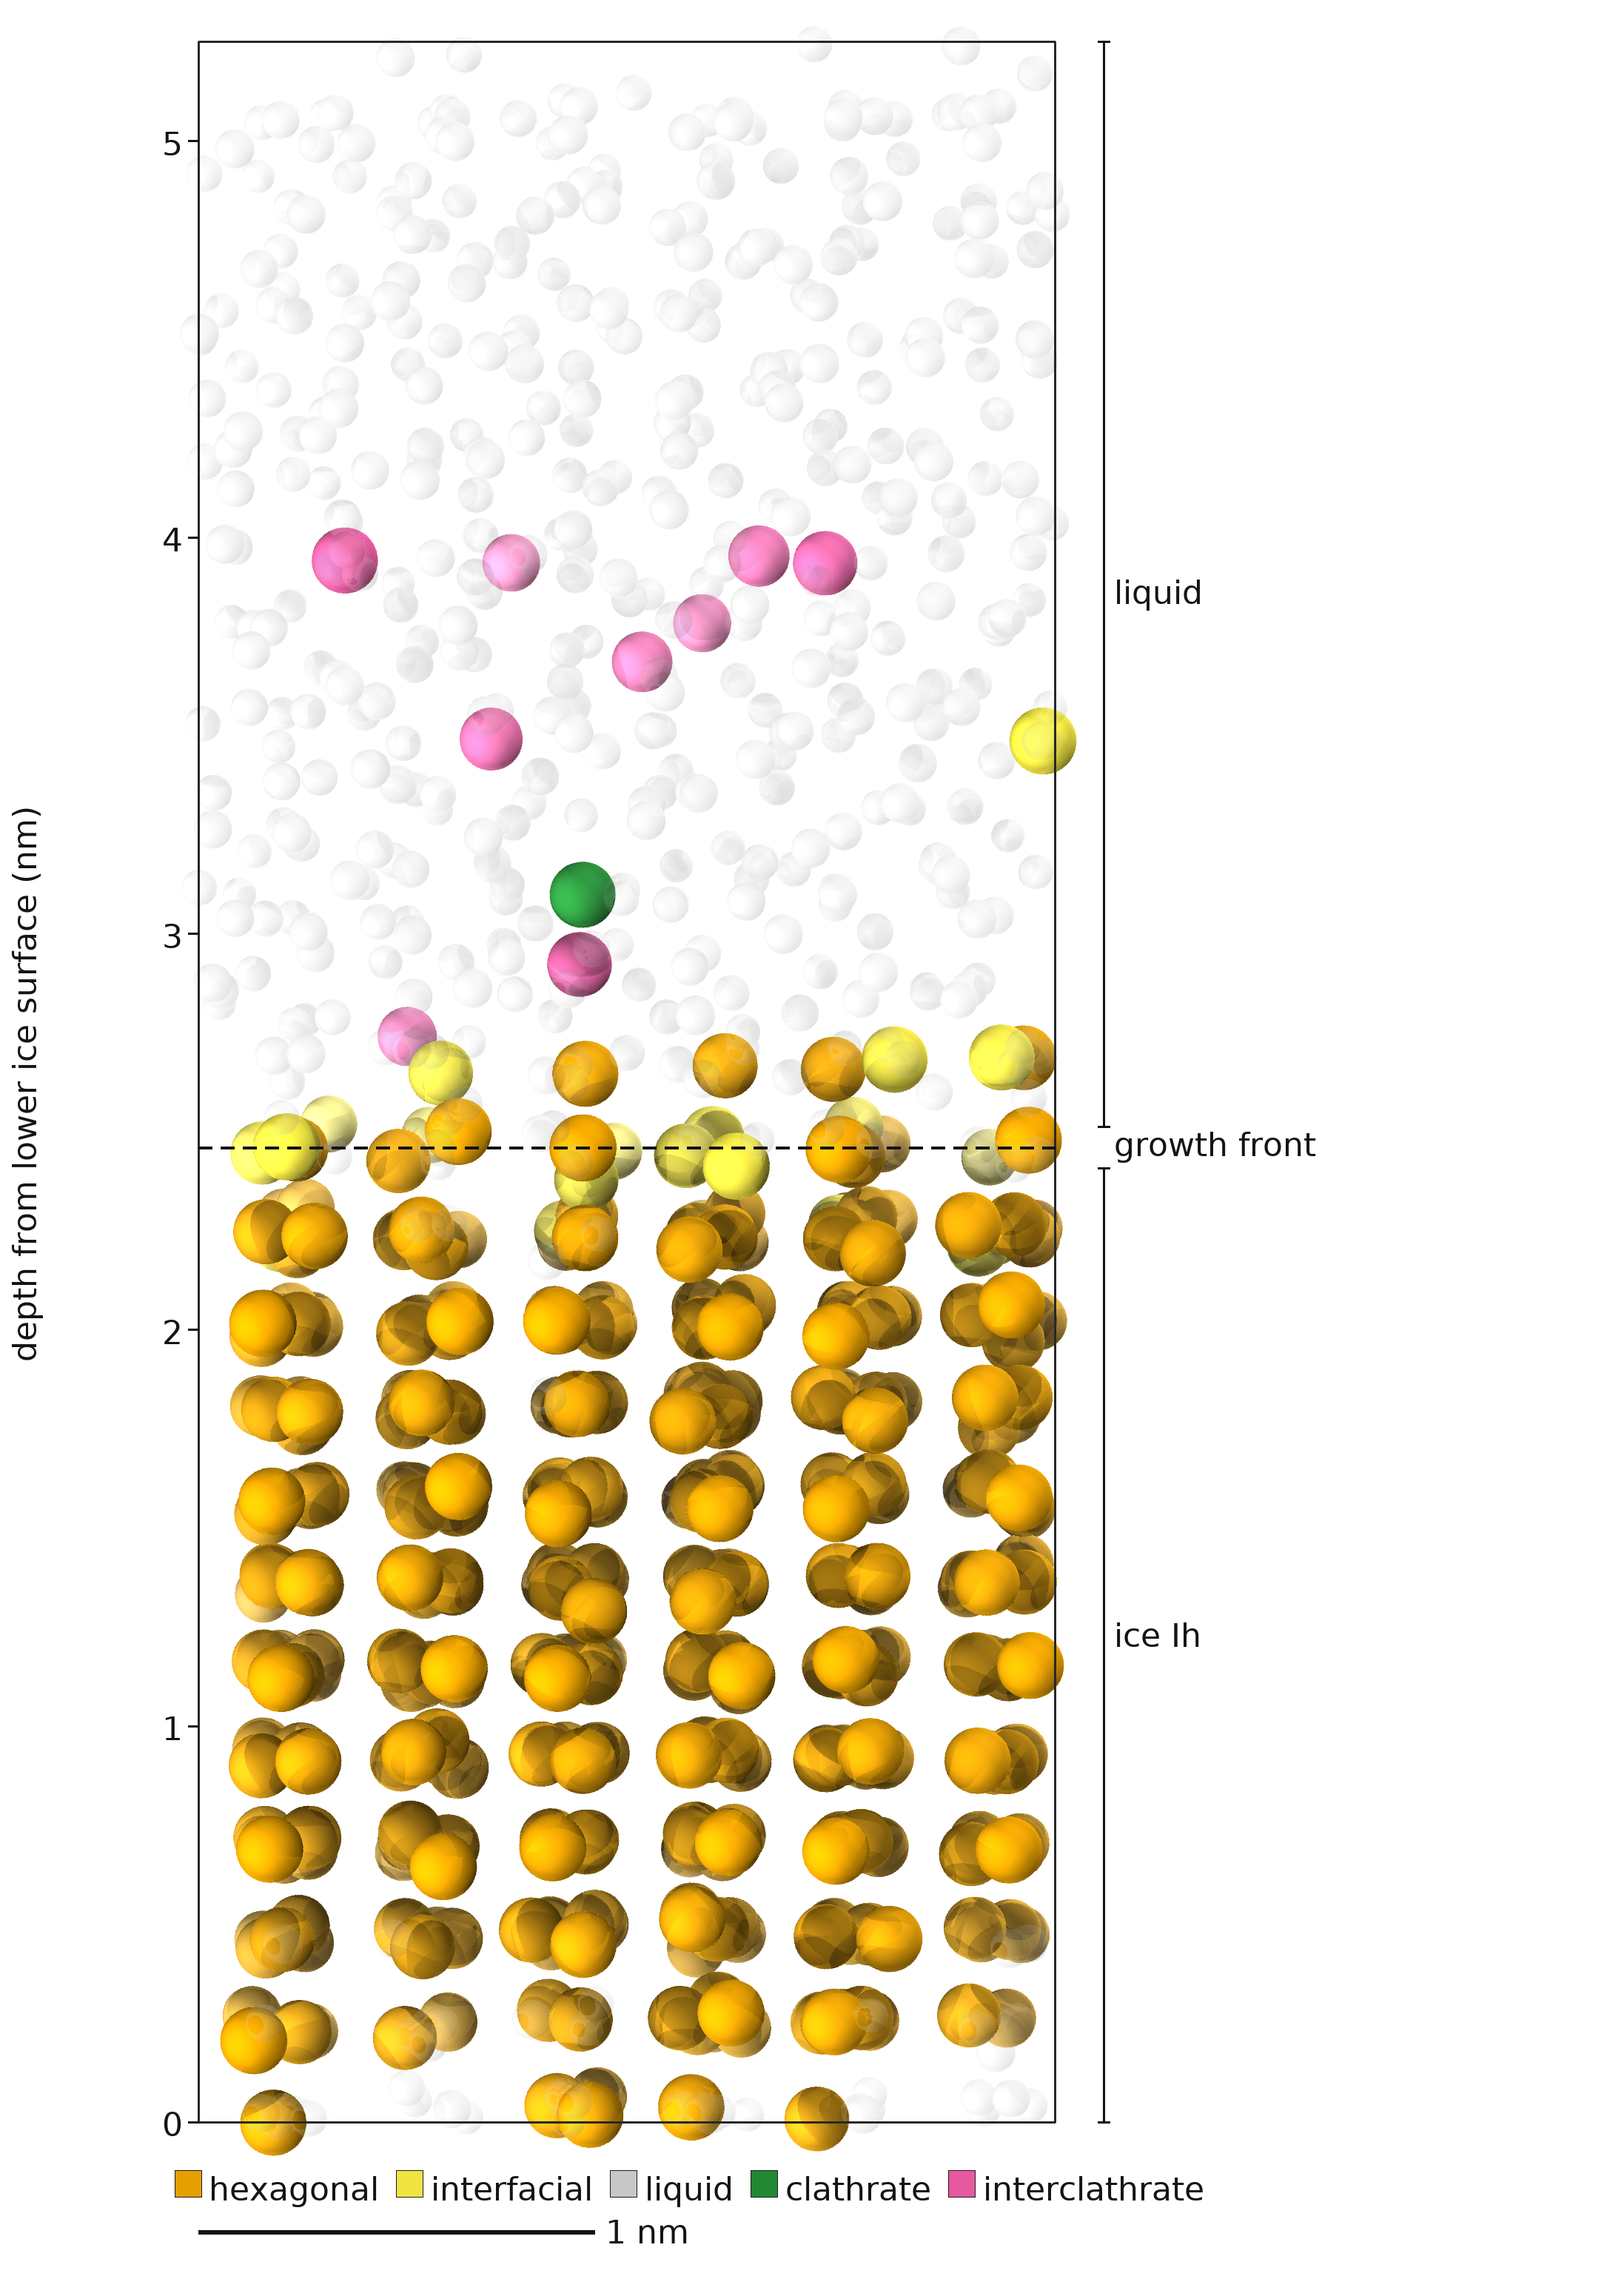 depth from lower ice surface (nm)
5
4
3
2
1
0
liquid
growth front
ice Ih
hexagonal interfacial liquid clathrate interclathrate
1 nm